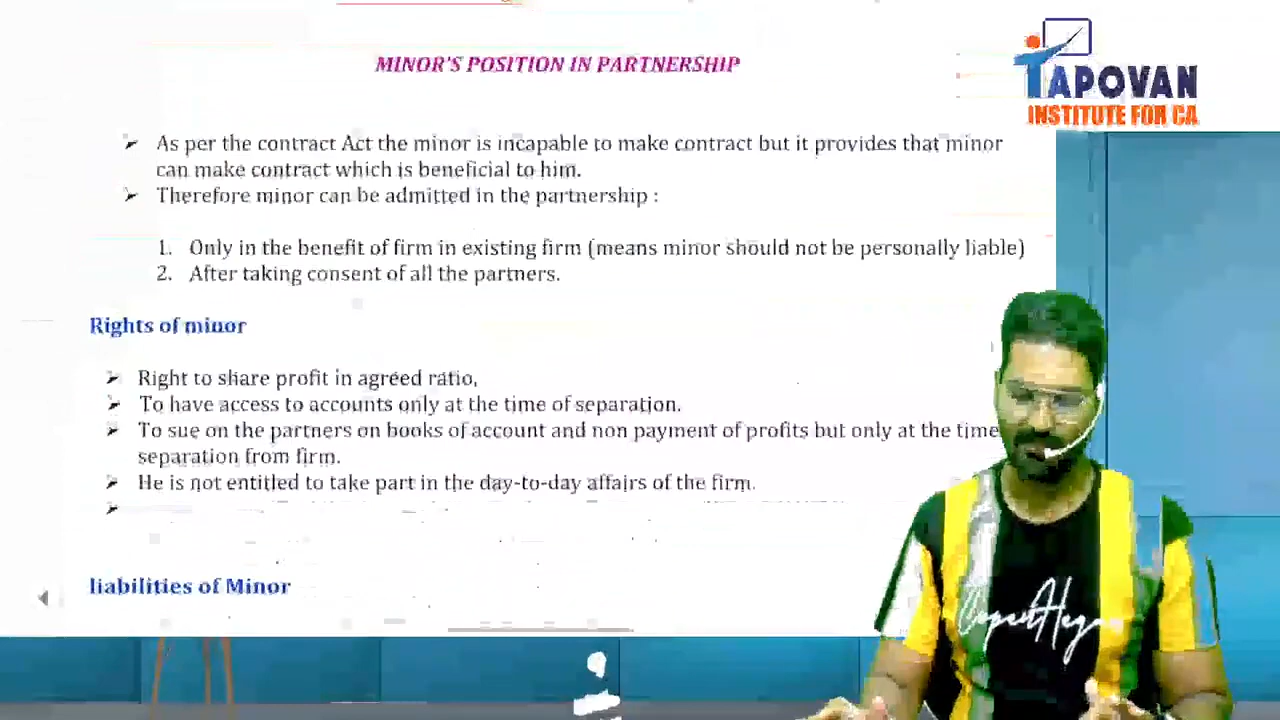 MINOR'S POSITION IN PARTNERSHIP
APOVAN
INSTITUTE FOR CA
➤ As per the contract Act the minor is incapable to make contract but it provides that minor
can make contract which is beneficial to him.
➤ Therefore minor can be admitted in the partnership :
1. Only in the benefit of firm in existing firm (means minor should not be personally liable)
2. After taking consent of all the partners.
Rights of minor
➤ Right to share profit in agreed ratio,
➤ To have access to accounts only at the time of separation.
➤ To sue on the partners on books of account and non payment of profits but only at the time
separation from firm.
➤ He is not entitled to take part in the day-to-day affairs of the firm.
➤
liabilities of Minor